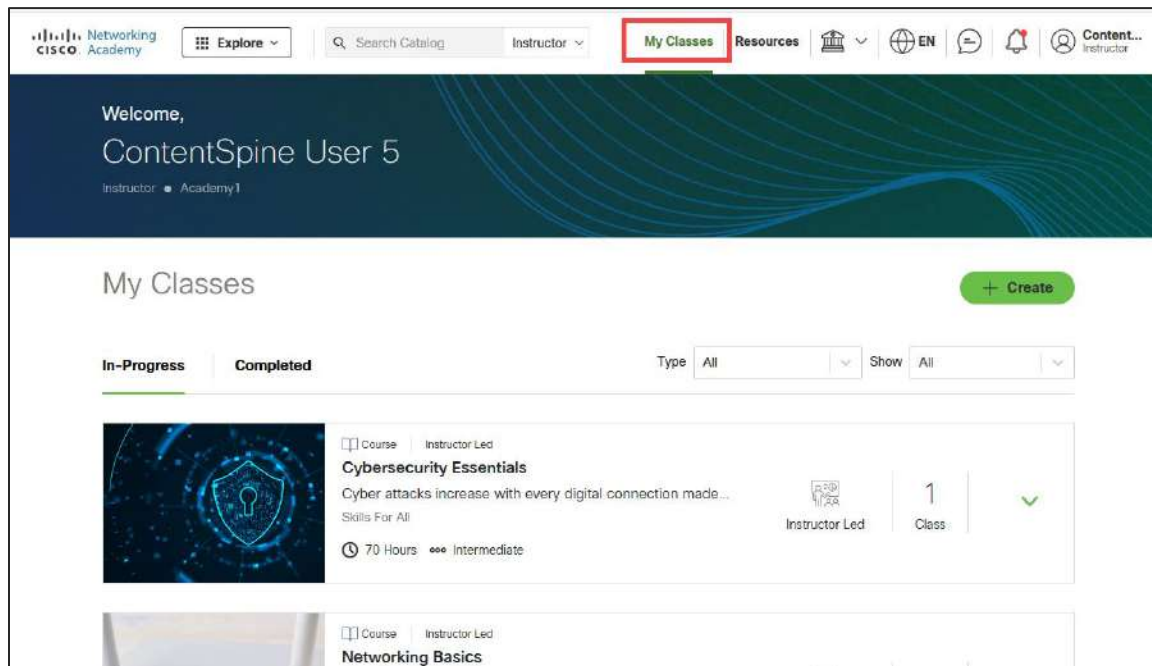 Networking
CISCO Academy
Explore
Search Catalog
Instructor
My Classes
Resources
EN
Content...
Instructor
Welcome,
ContentSpine User 5
Instructor ● Academy1
My Classes
+ Create
In-Progress
Completed
Type All
Show All
Course Instructor Led
Cybersecurity Essentials
Cyber attacks increase with every digital connection made...
Skills For All
70 Hours Intermediate
Instructor Led
1
Class
Course Instructor Led
Networking Basics